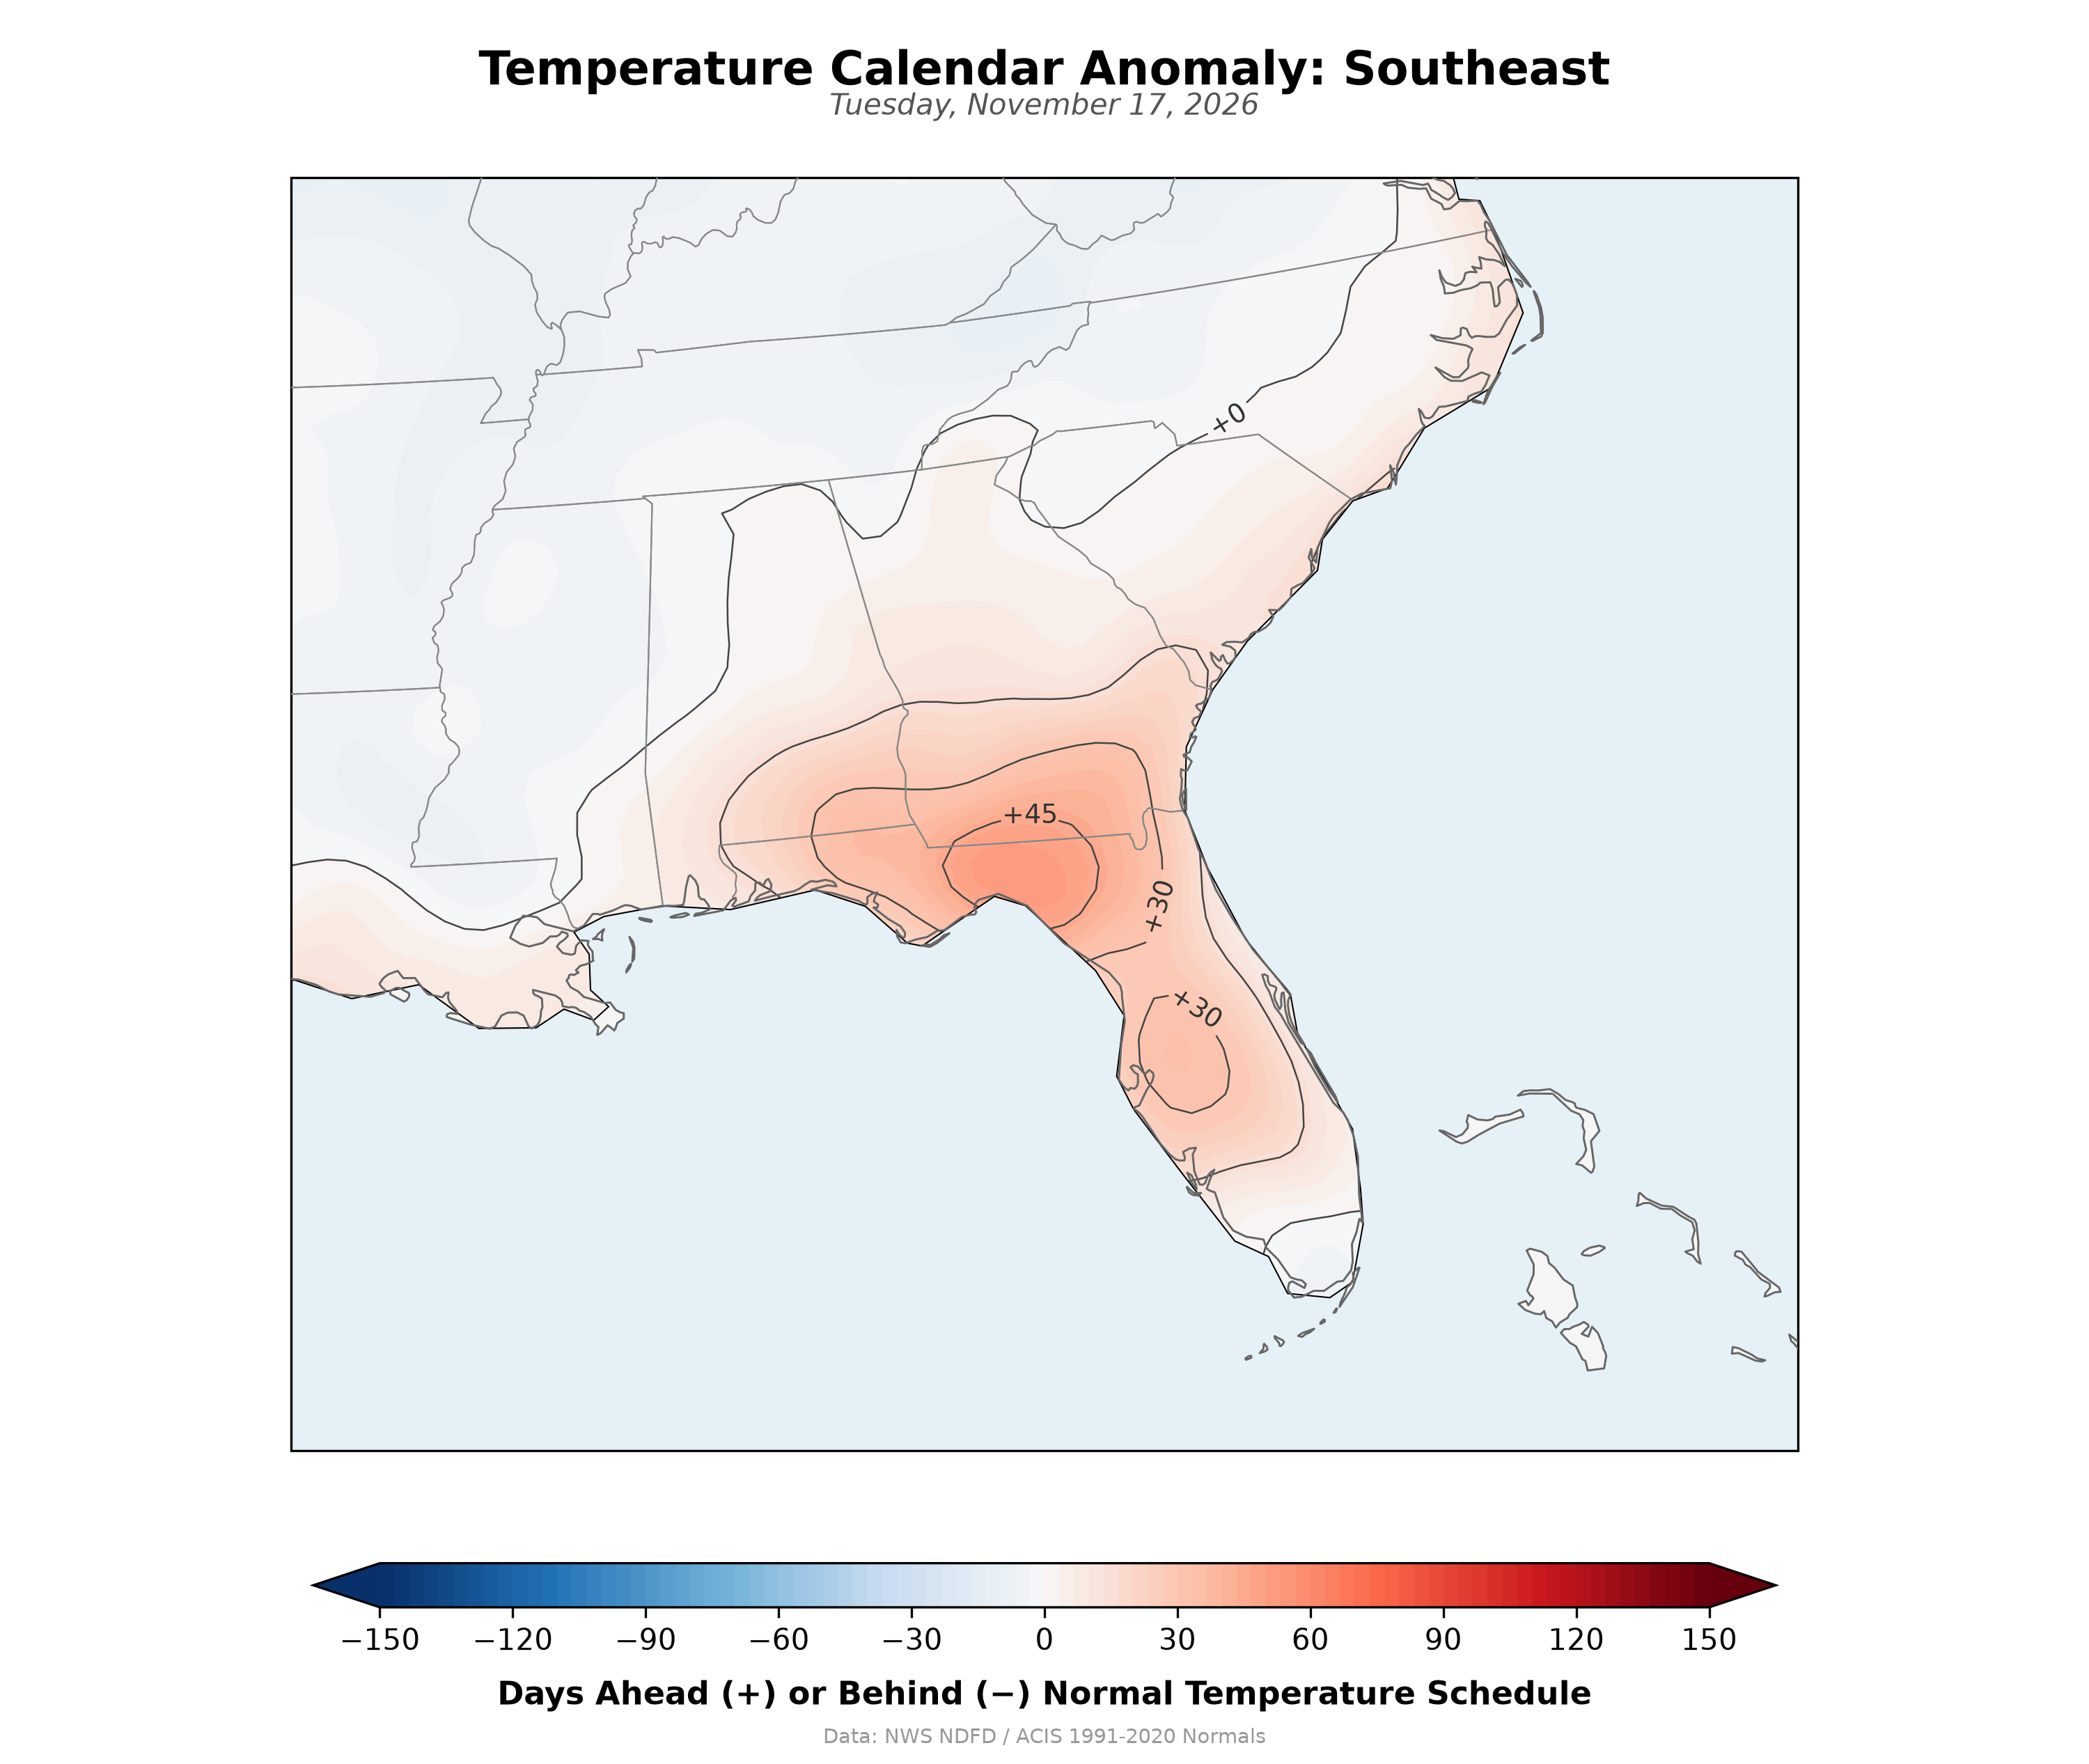 Temperature Calendar Anomaly: Southeast
Tuesday, November 17, 2026
+0
+45
+30
+30
−150 −120 −90 −60 −30 0 30 60 90 120 150
Days Ahead (+) or Behind (−) Normal Temperature Schedule
Data: NWS NDFD / ACIS 1991-2020 Normals